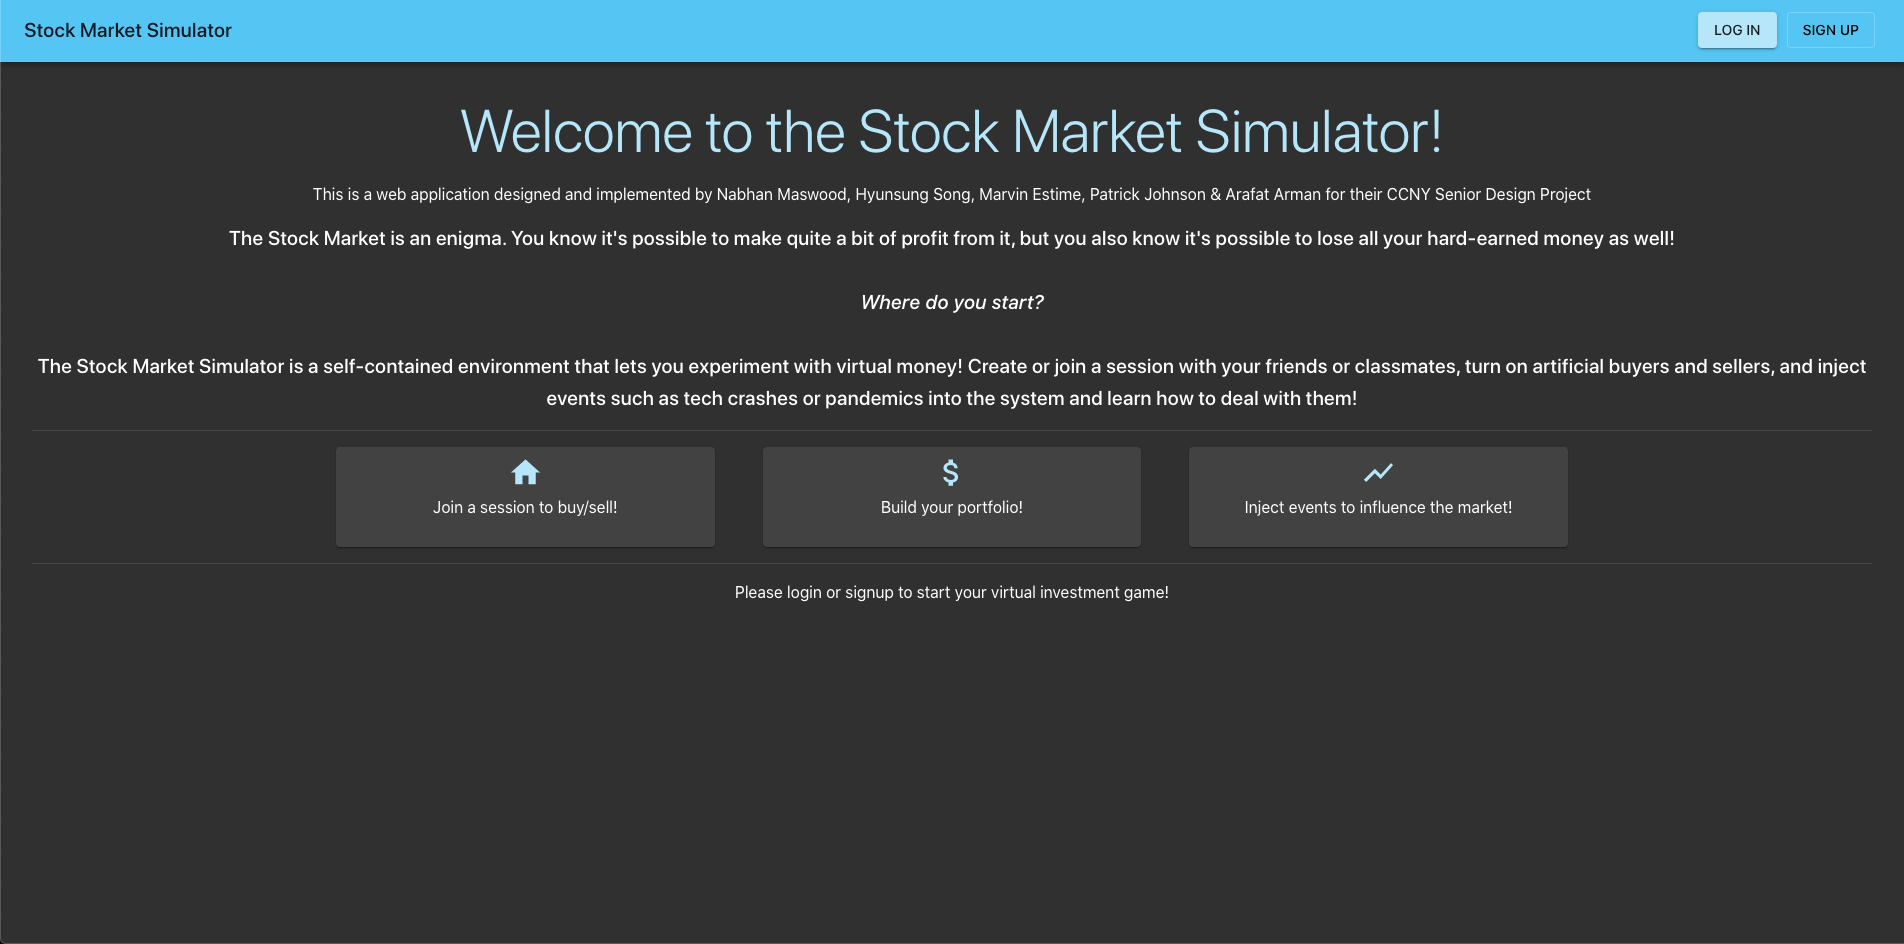 Stock Market Simulator
LOG IN
SIGN UP
Welcome to the Stock Market Simulator!
This is a web application designed and implemented by Nabhan Maswood, Hyunsung Song, Marvin Estime, Patrick Johnson & Arafat Arman for their CCNY Senior Design Project
The Stock Market is an enigma. You know it's possible to make quite a bit of profit from it, but you also know it's possible to lose all your hard-earned money as well!
Where do you start?
The Stock Market Simulator is a self-contained environment that lets you experiment with virtual money! Create or join a session with your friends or classmates, turn on artificial buyers and sellers, and inject
events such as tech crashes or pandemics into the system and learn how to deal with them!
Join a session to buy/sell!
Build your portfolio!
Inject events to influence the market!
Please login or signup to start your virtual investment game!